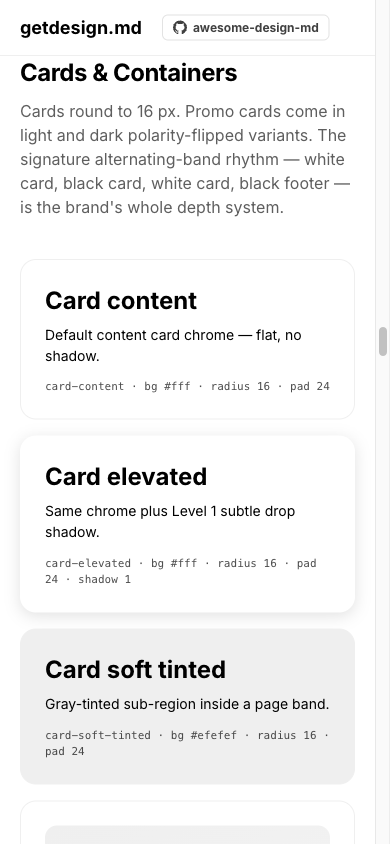 getdesign.md
awesome-design-md
Cards & Containers
Cards round to 16 px. Promo cards come in
light and dark polarity-flipped variants. The
signature alternating-band rhythm — white
card, black card, white card, black footer —
is the brand's whole depth system.
Card content
Default content card chrome — flat, no
shadow.
card-content · bg #fff · radius 16 · pad 24
Card elevated
Same chrome plus Level 1 subtle drop
shadow.
card-elevated · bg #fff · radius 16 · pad
24 · shadow 1
Card soft tinted
Gray-tinted sub-region inside a page band.
card-soft-tinted · bg #efefef · radius 16 ·
pad 24